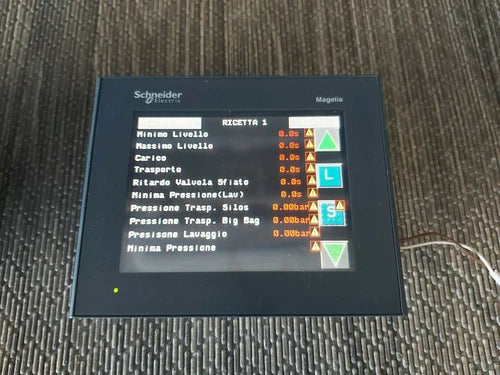 Schneider
Electric
Magelis
RICETTA 1
Minimo Livello 0.0s
Massimo Livello 0.0s
Carico 0.0s
Trasporto 0.0s
L
Ritardo Valvola Sfiato 0.0s
Minima Pressione(Lav) 0.0s
Pressione Trasp. Silos 0.00bar
S
Pressione Trasp. Big Bag 0.00bar
Presisone Lavaggio 0.00bar
Minima Pressione